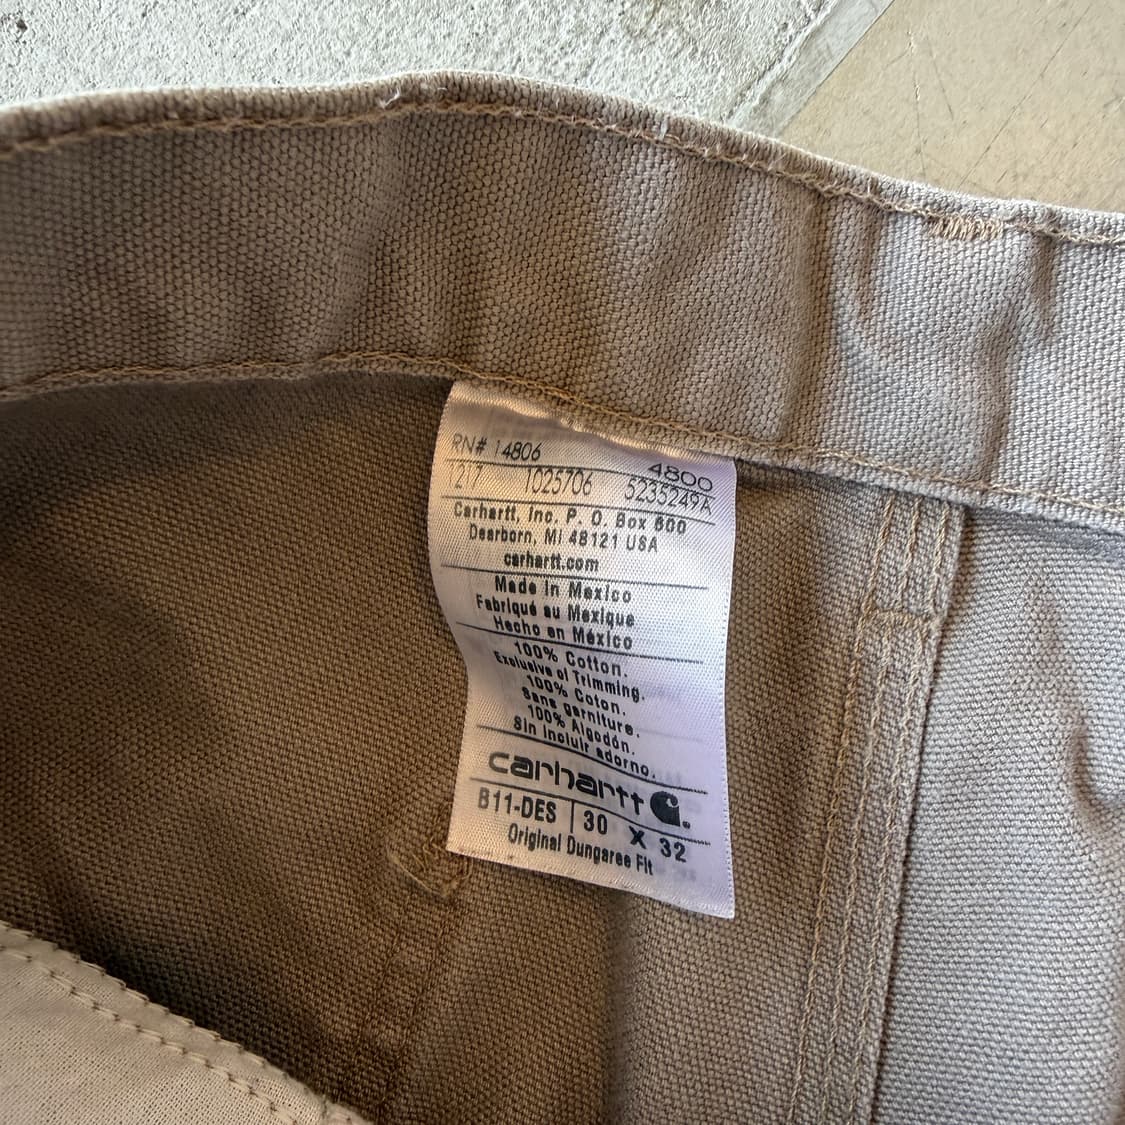 RN# 14806 4800
1217 1025706 5235249A
Carhartt, Inc. P. O. Box 600
Dearborn, MI 48121 USA
carhartt.com
Made in Mexico
Fabriqué au Mexique
Hecho en México
100% Cotton.
Exclusive of Trimming.
100% Coton.
Sans garniture.
100% Algodón.
Sin incluir adorno.
carhartt
B11-DES 30 X 32
Original Dungaree Fit